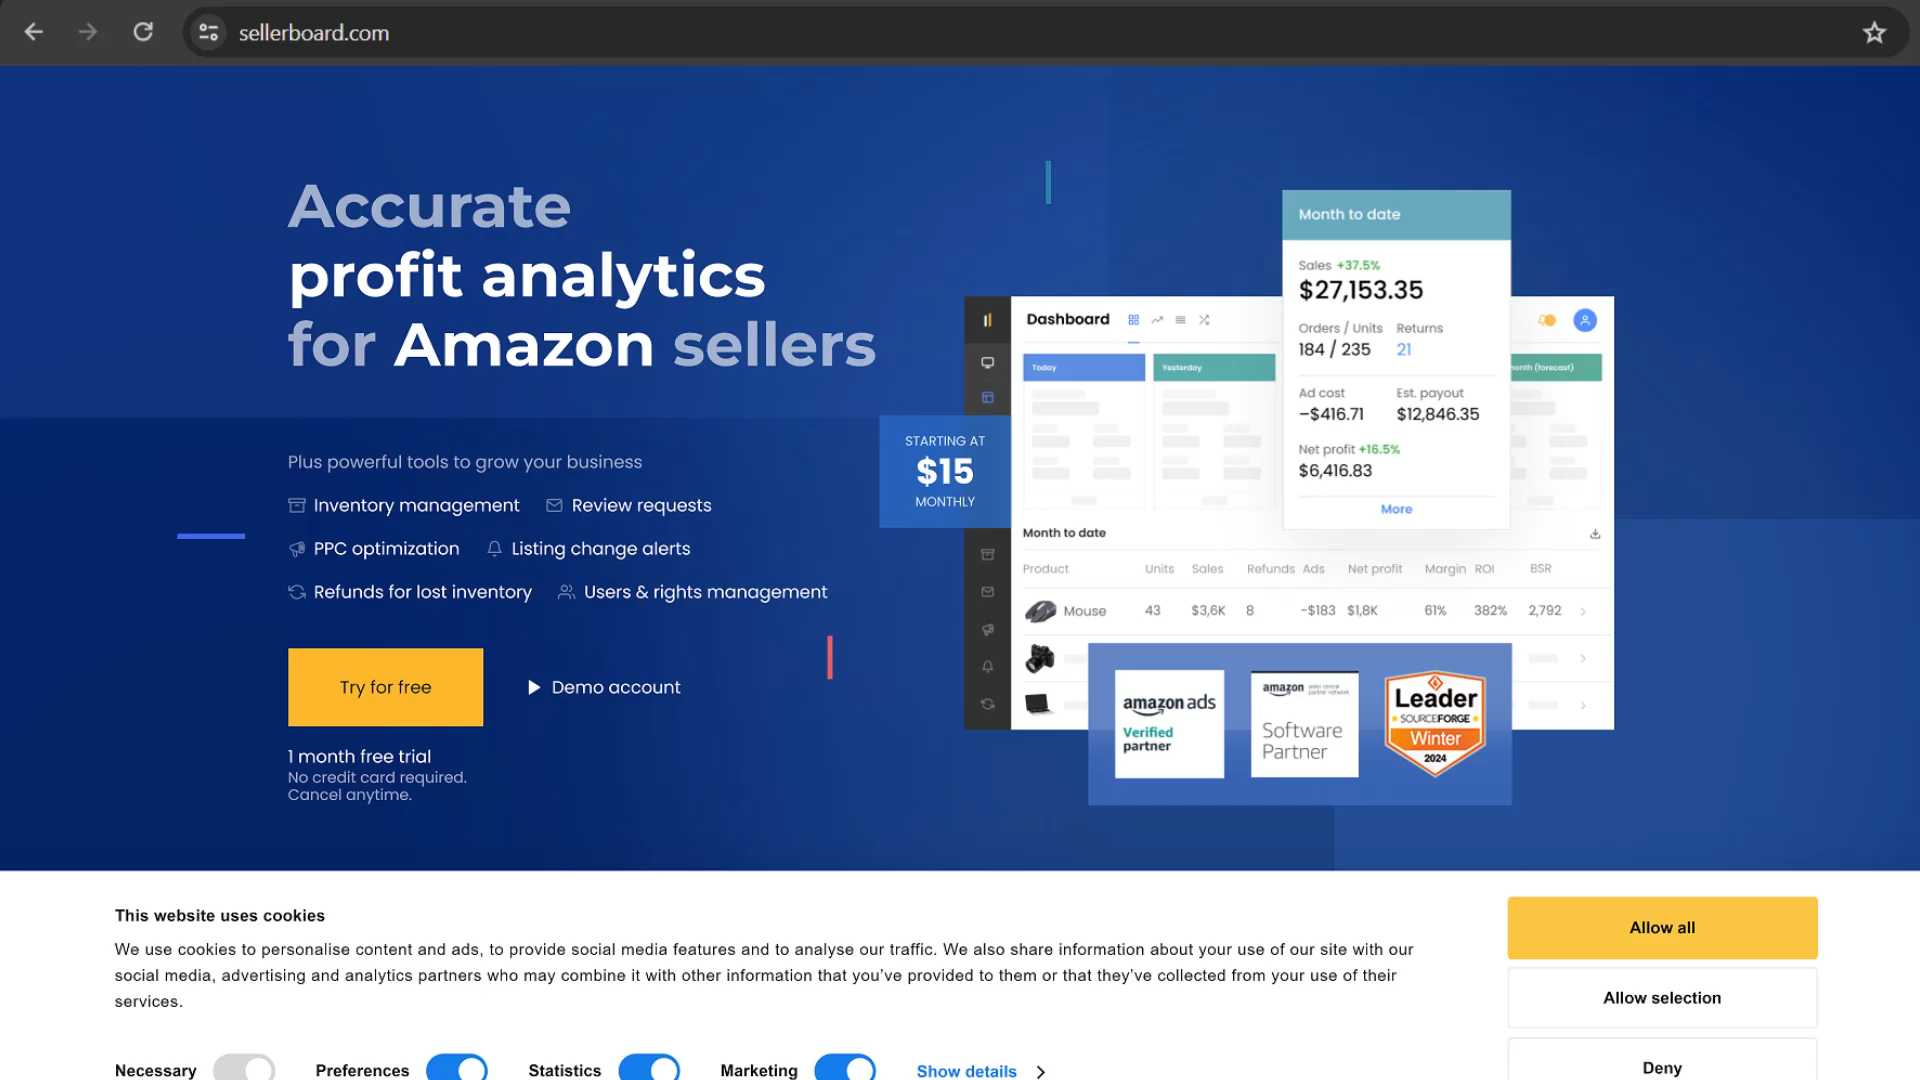 sellerboard.com
Accurate
profit analytics
for Amazon sellers
Plus powerful tools to grow your business
Inventory management
Review requests
PPC optimization
Listing change alerts
Refunds for lost inventory
Users & rights management
Try for free
Demo account
1 month free trial
No credit card required.
Cancel anytime.
STARTING AT
$15
MONTHLY
Dashboard
Today
Yesterday
month (forecast)
Month to date
Sales +37.5%
$27,153.35
Orders / Units
Returns
184 / 235
21
Ad cost
Est. payout
−$416.71
$12,846.35
Net profit +16.5%
$6,416.83
More
Month to date
Product Units Sales Refunds Ads Net profit Margin ROI BSR
Mouse 43 $3,6K 8 -$183 $1,8K 61% 382% 2,792
amazon ads
Verified
partner
amazon seller central
partner network
Software
Partner
Leader
SOURCEFORGE
Winter
2024
This website uses cookies
We use cookies to personalise content and ads, to provide social media features and to analyse our traffic. We also share information about your use of our site with our
social media, advertising and analytics partners who may combine it with other information that you've provided to them or that they've collected from your use of their
services.
Necessary
Preferences
Statistics
Marketing
Show details
Allow all
Allow selection
Deny